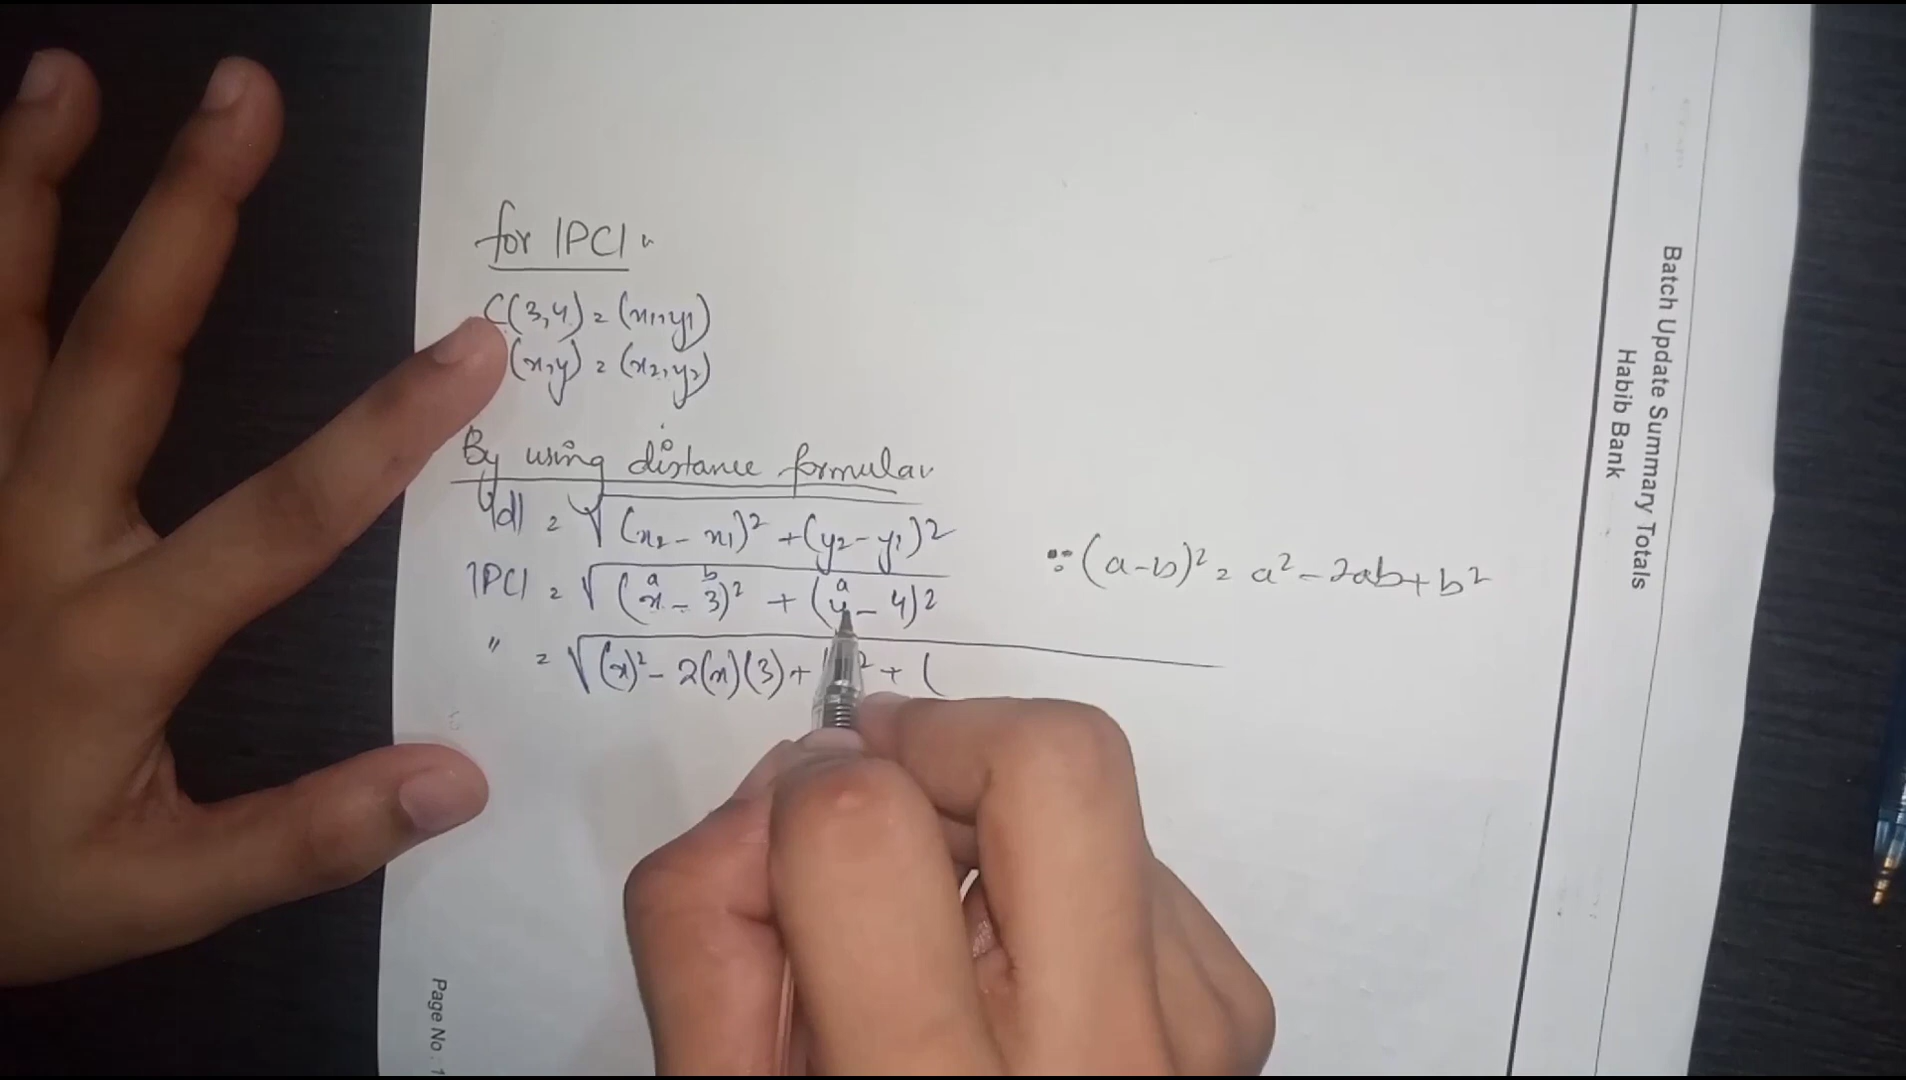 for |PC|:
C(3,4) = (x1,y1)
(x,y) = (x2,y2)
By using distance formula:
|d| = √(x2 - x1)² + (y2 - y1)²
∵ (a-b)² = a² - 2ab + b²
|PC| = √(x - 3)² + (y - 4)²
a b a
" = √(x)² - 2(x)(3) + ² + (
Batch Update Summary Totals
Habib Bank
Page No : 1